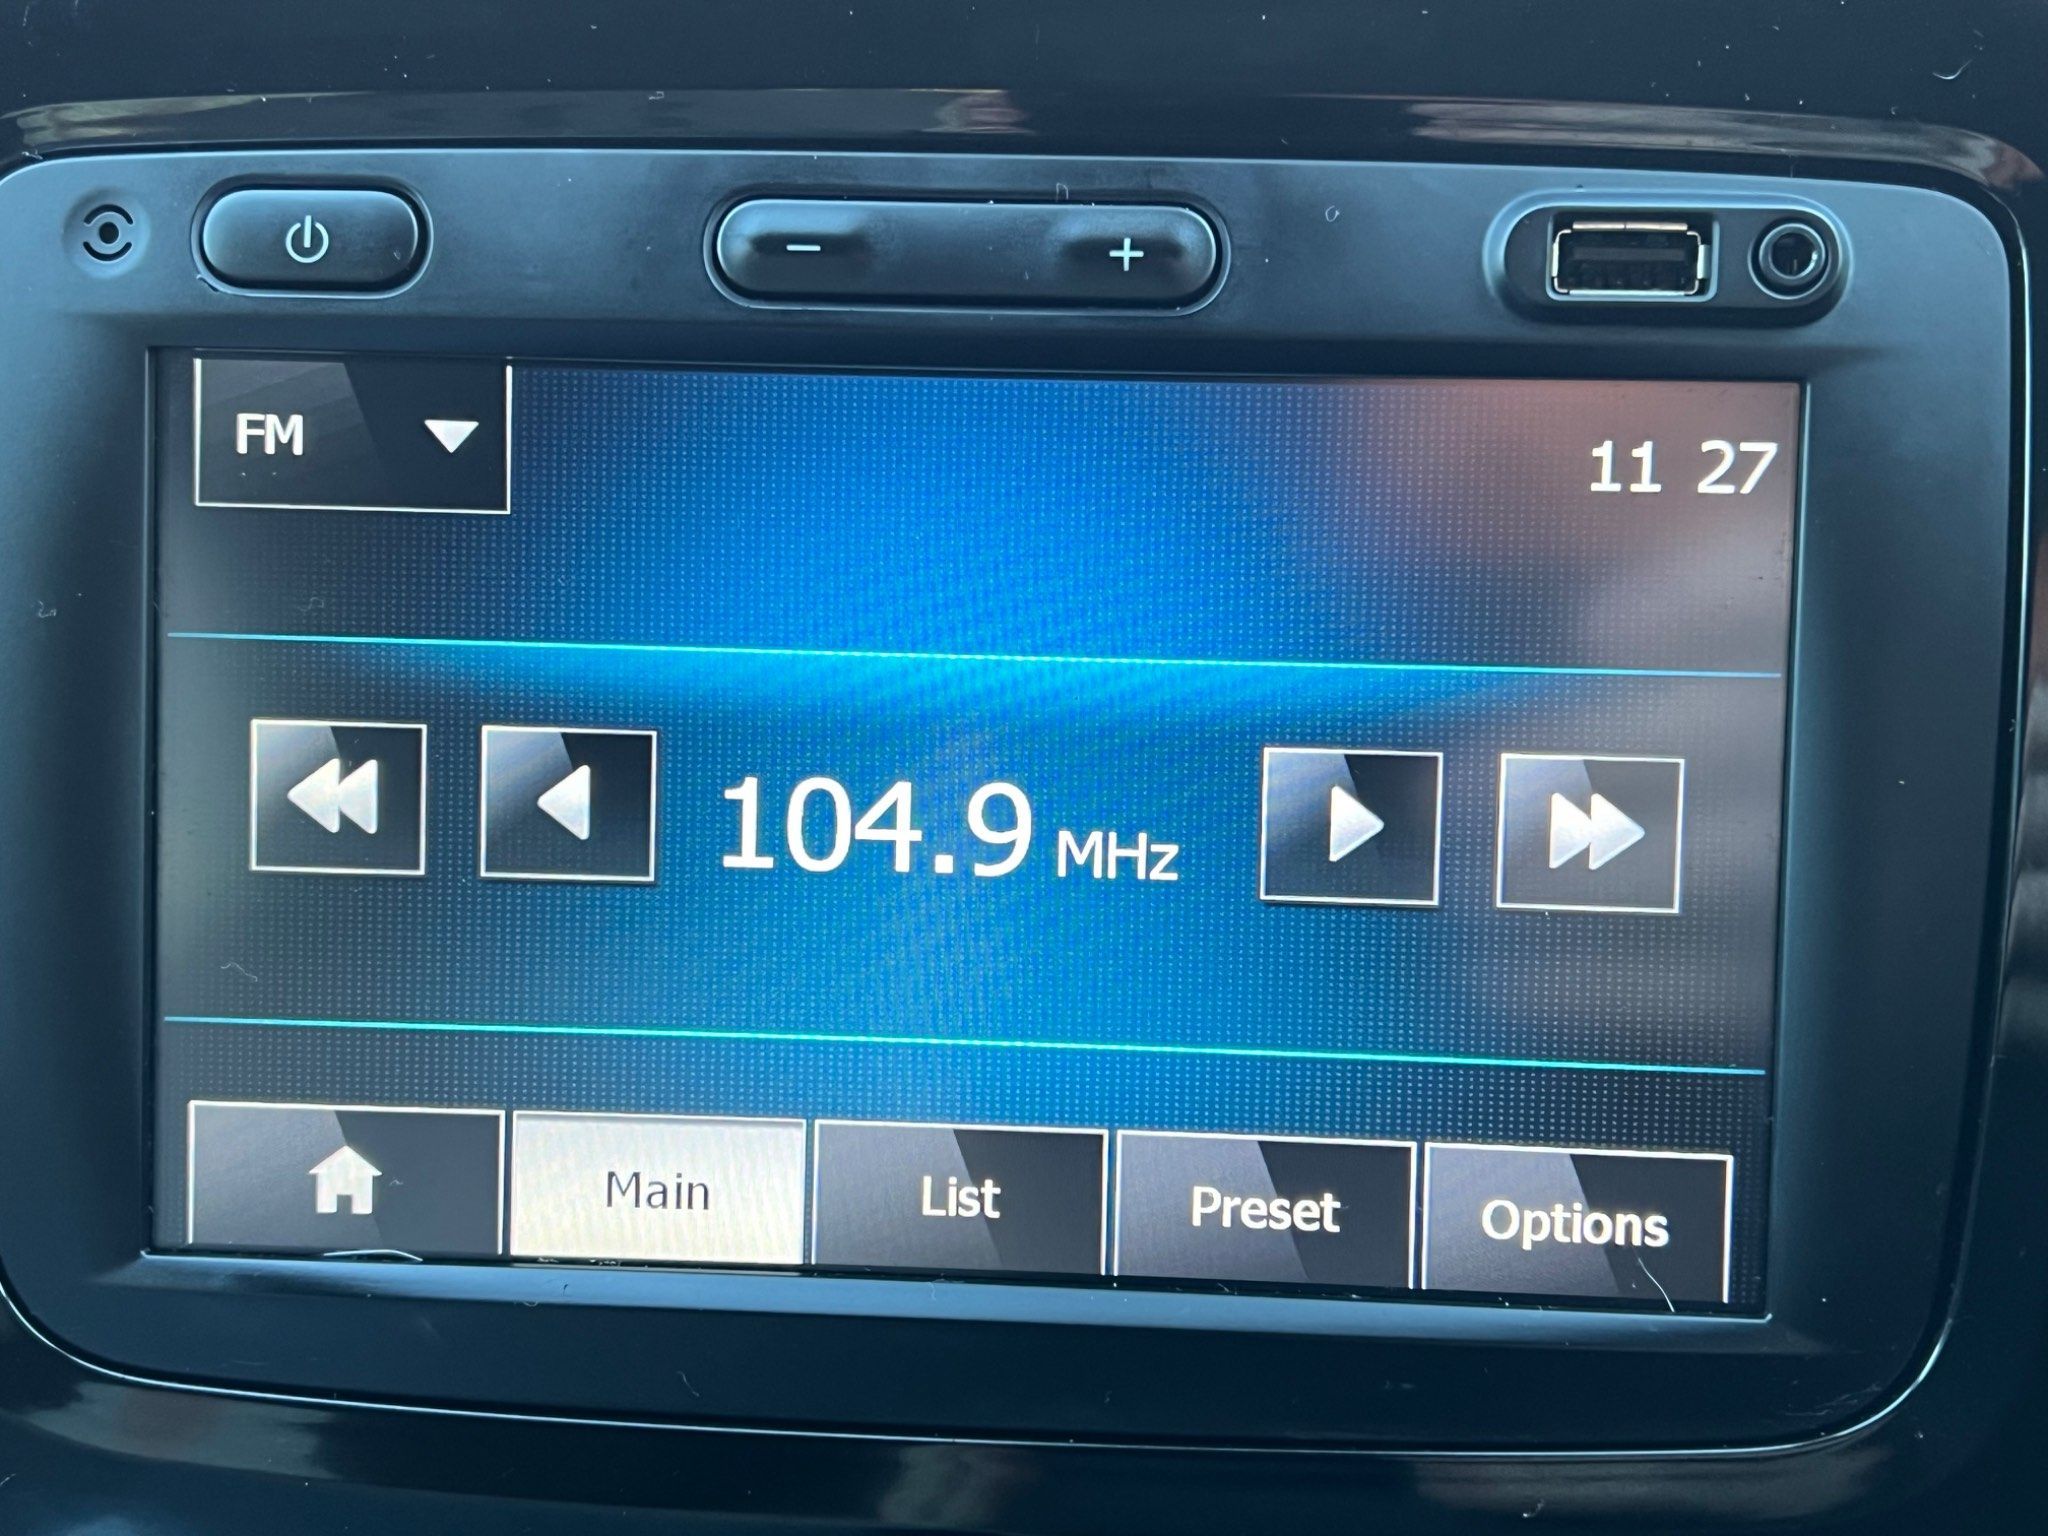 FM
11 27
104.9 MHz
Main
List
Preset
Options